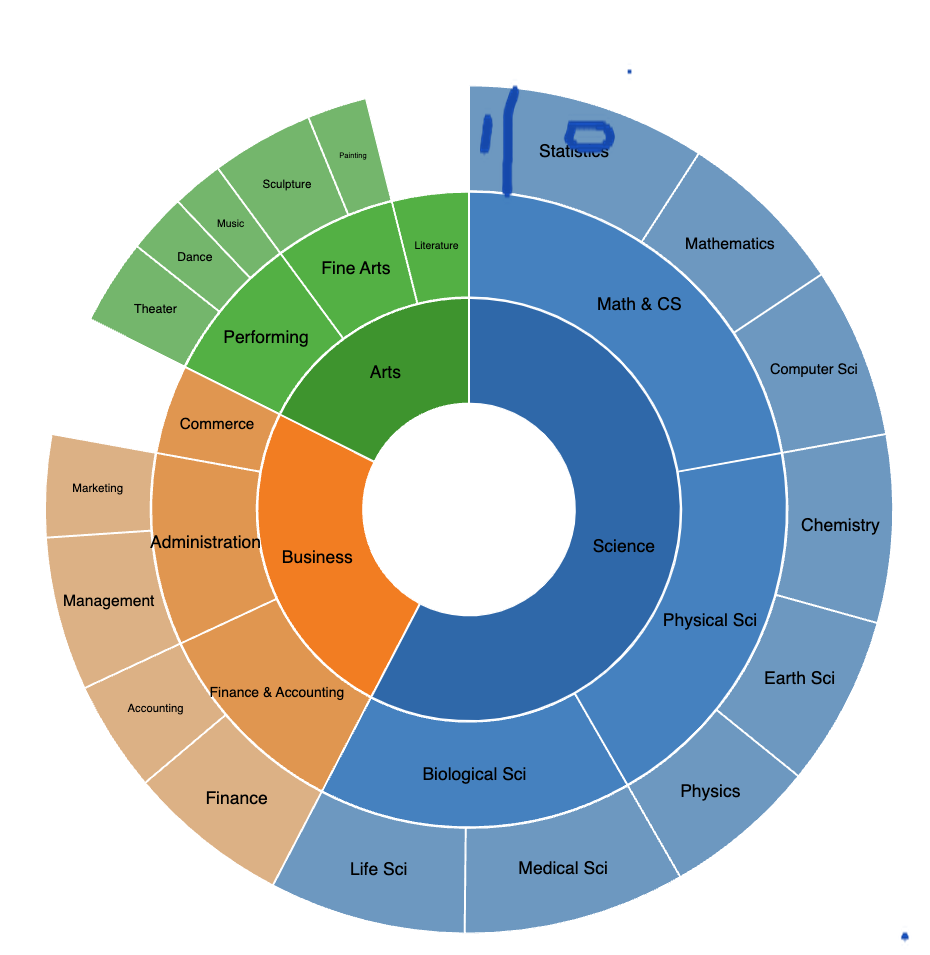 Painting
Sculpture
Statistics
Music
Mathematics
Literature
Dance
Fine Arts
Theater
Math & CS
Performing
Computer Sci
Arts
Commerce
Marketing
Chemistry
Administration
Science
Business
Management
Physical Sci
Earth Sci
Finance & Accounting
Accounting
Biological Sci
Physics
Finance
Life Sci
Medical Sci